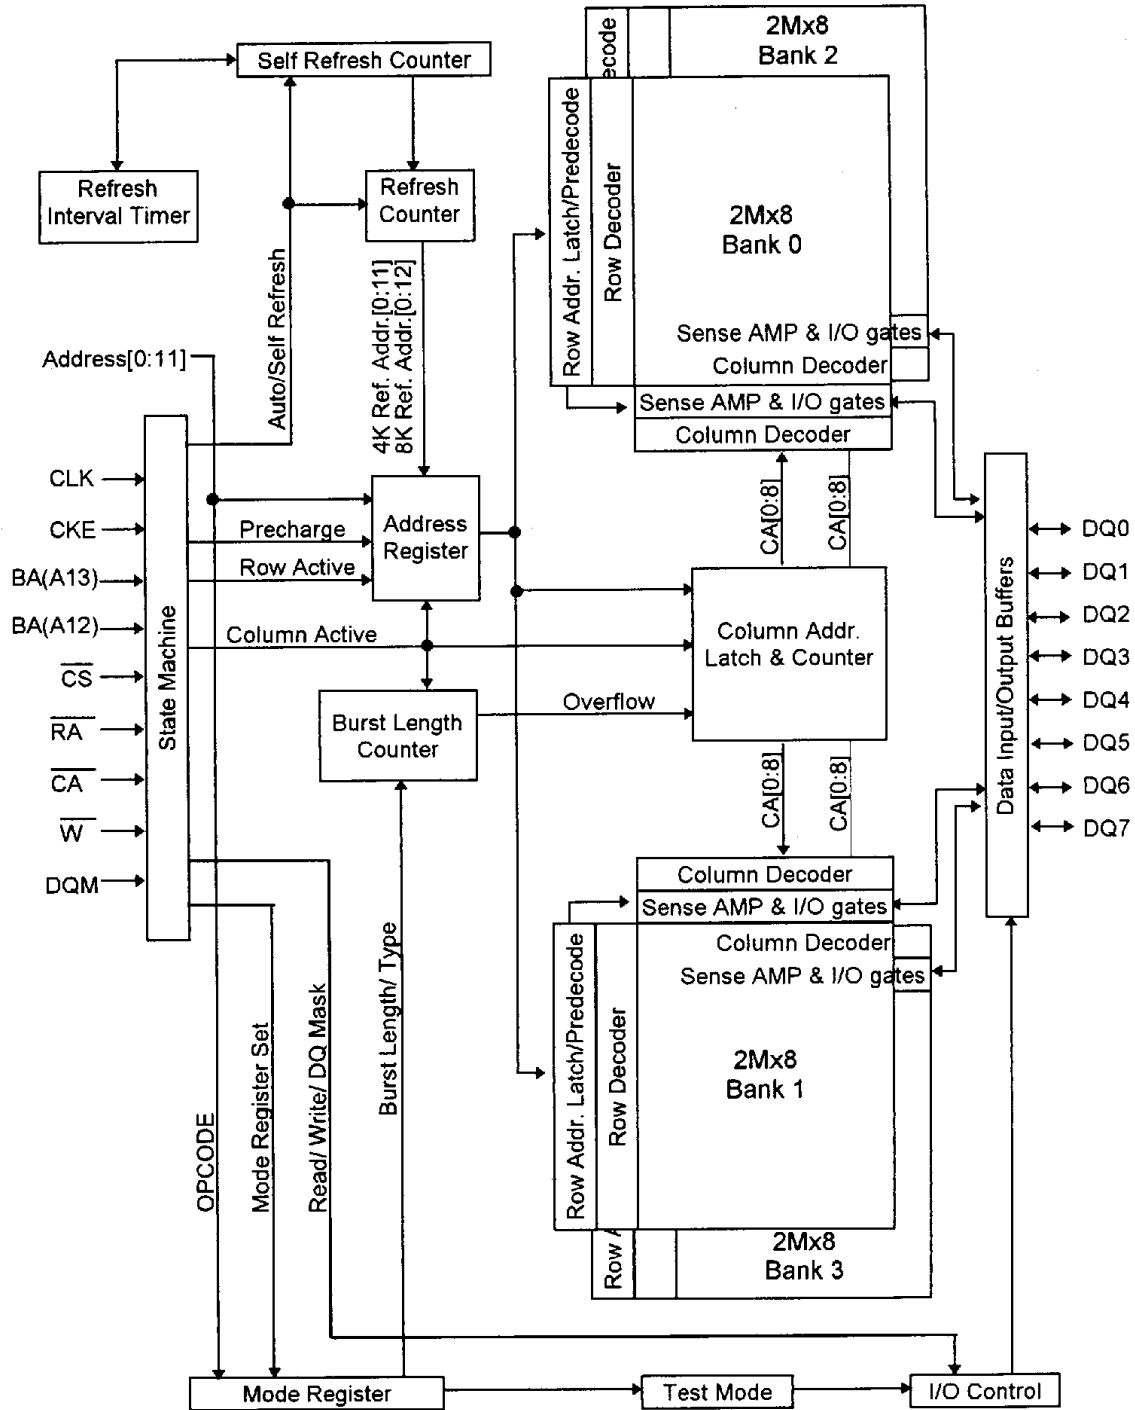 2Mx8
Bank 2
ecode
Self Refresh Counter
Refresh
Interval Timer
Refresh
Counter
Row Addr. Latch/Predecode
Row Decoder
2Mx8
Bank 0
Auto/Self Refresh
4K Ref. Addr.[0:11]
8K Ref. Addr.[0:12]
Sense AMP & I/O gates
Column Decoder
Sense AMP & I/O gates
Column Decoder
Address[0:11]
State Machine
CLK
CKE
BA(A13)
BA(A12)
CS
RA
CA
W
DQM
Precharge
Row Active
Column Active
Address
Register
Burst Length
Counter
Overflow
CA[0:8]
CA[0:8]
Column Addr.
Latch & Counter
CA[0:8]
CA[0:8]
Data Input/Output Buffers
DQ0
DQ1
DQ2
DQ3
DQ4
DQ5
DQ6
DQ7
Column Decoder
Sense AMP & I/O gates
Column Decoder
Sense AMP & I/O gates
Row Addr. Latch/Predecode
Row Decoder
2Mx8
Bank 1
Row A
2Mx8
Bank 3
OPCODE
Mode Register Set
Read/ Write/ DQ Mask
Burst Length/ Type
Mode Register
Test Mode
I/O Control